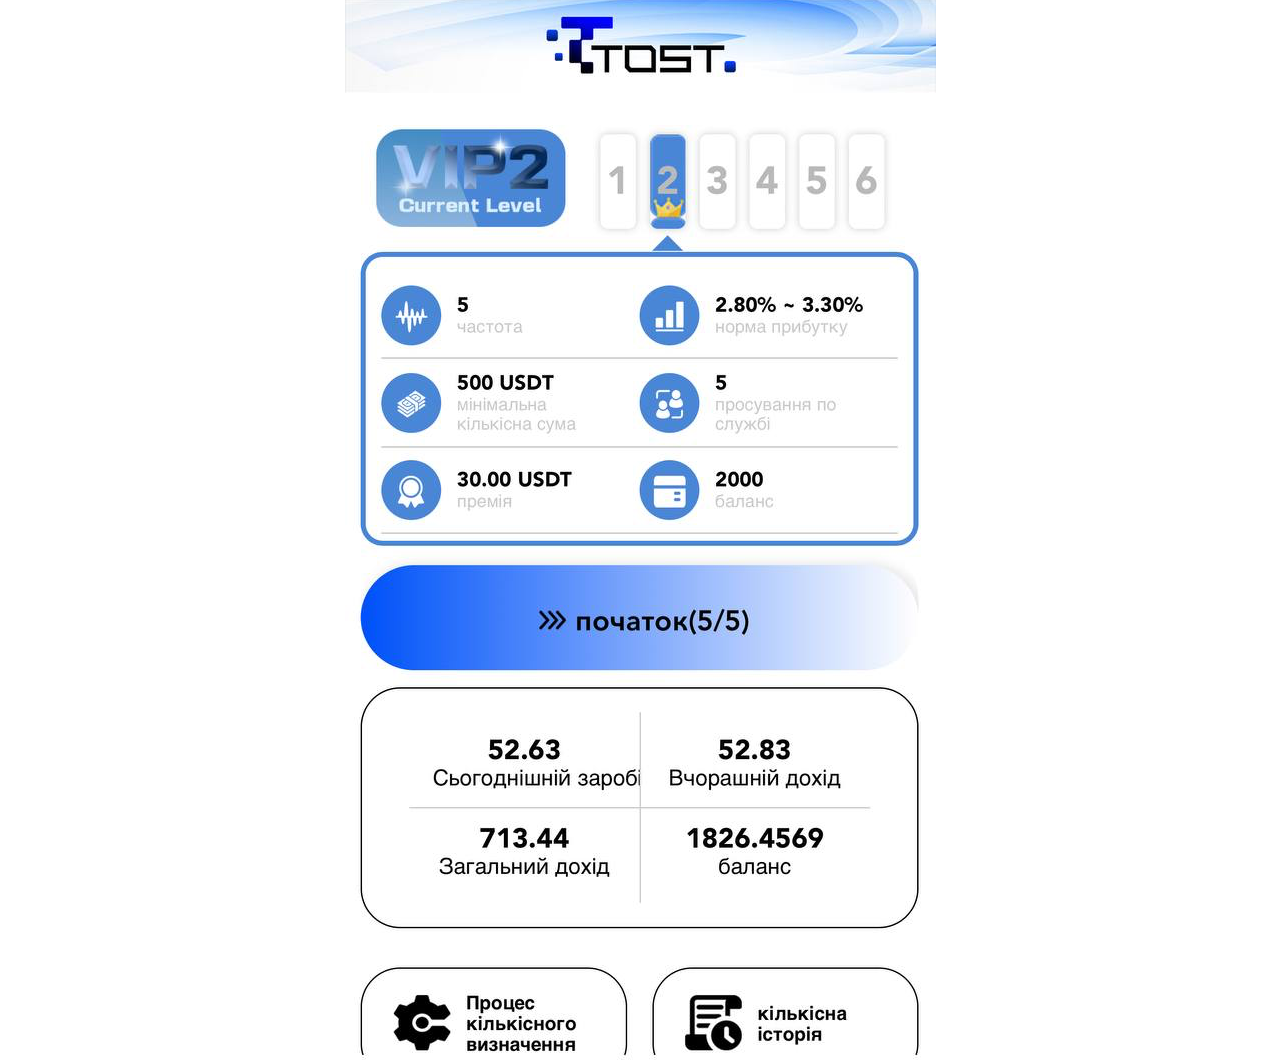 TOST
VIP2
Current Level
1 2 3 4 5 6
5
частота
2.80% ~ 3.30%
норма прибутку
500 USDT
мінімальна
кількісна сума
5
просування по
службі
30.00 USDT
премія
2000
баланс
початок(5/5)
52.63
Сьогоднішній заробі
52.83
Вчорашній дохід
713.44
Загальний дохід
1826.4569
баланс
Процес
кількісного
визначення
кількісна
історія